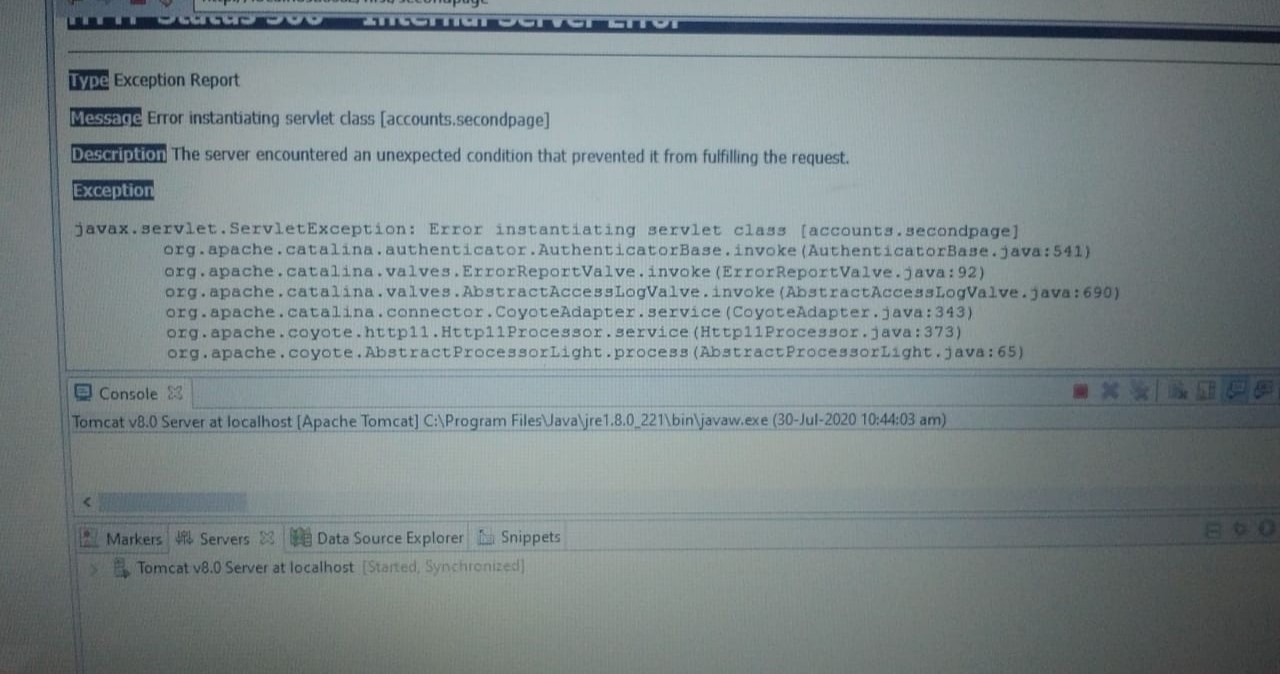 HTTP Status 500 – Internal Server Error
Type Exception Report
Message Error instantiating servlet class [accounts.secondpage]
Description The server encountered an unexpected condition that prevented it from fulfilling the request.
Exception
javax.servlet.ServletException: Error instantiating servlet class [accounts.secondpage]
org.apache.catalina.authenticator.AuthenticatorBase.invoke(AuthenticatorBase.java:541)
org.apache.catalina.valves.ErrorReportValve.invoke(ErrorReportValve.java:92)
org.apache.catalina.valves.AbstractAccessLogValve.invoke(AbstractAccessLogValve.java:690)
org.apache.catalina.connector.CoyoteAdapter.service(CoyoteAdapter.java:343)
org.apache.coyote.http11.Http11Processor.service(Http11Processor.java:373)
org.apache.coyote.AbstractProcessorLight.process(AbstractProcessorLight.java:65)
Console
Tomcat v8.0 Server at localhost [Apache Tomcat] C:\Program Files\Java\jre1.8.0_221\bin\javaw.exe (30-Jul-2020 10:44:03 am)
Markers Servers Data Source Explorer Snippets
Tomcat v8.0 Server at localhost [Started, Synchronized]